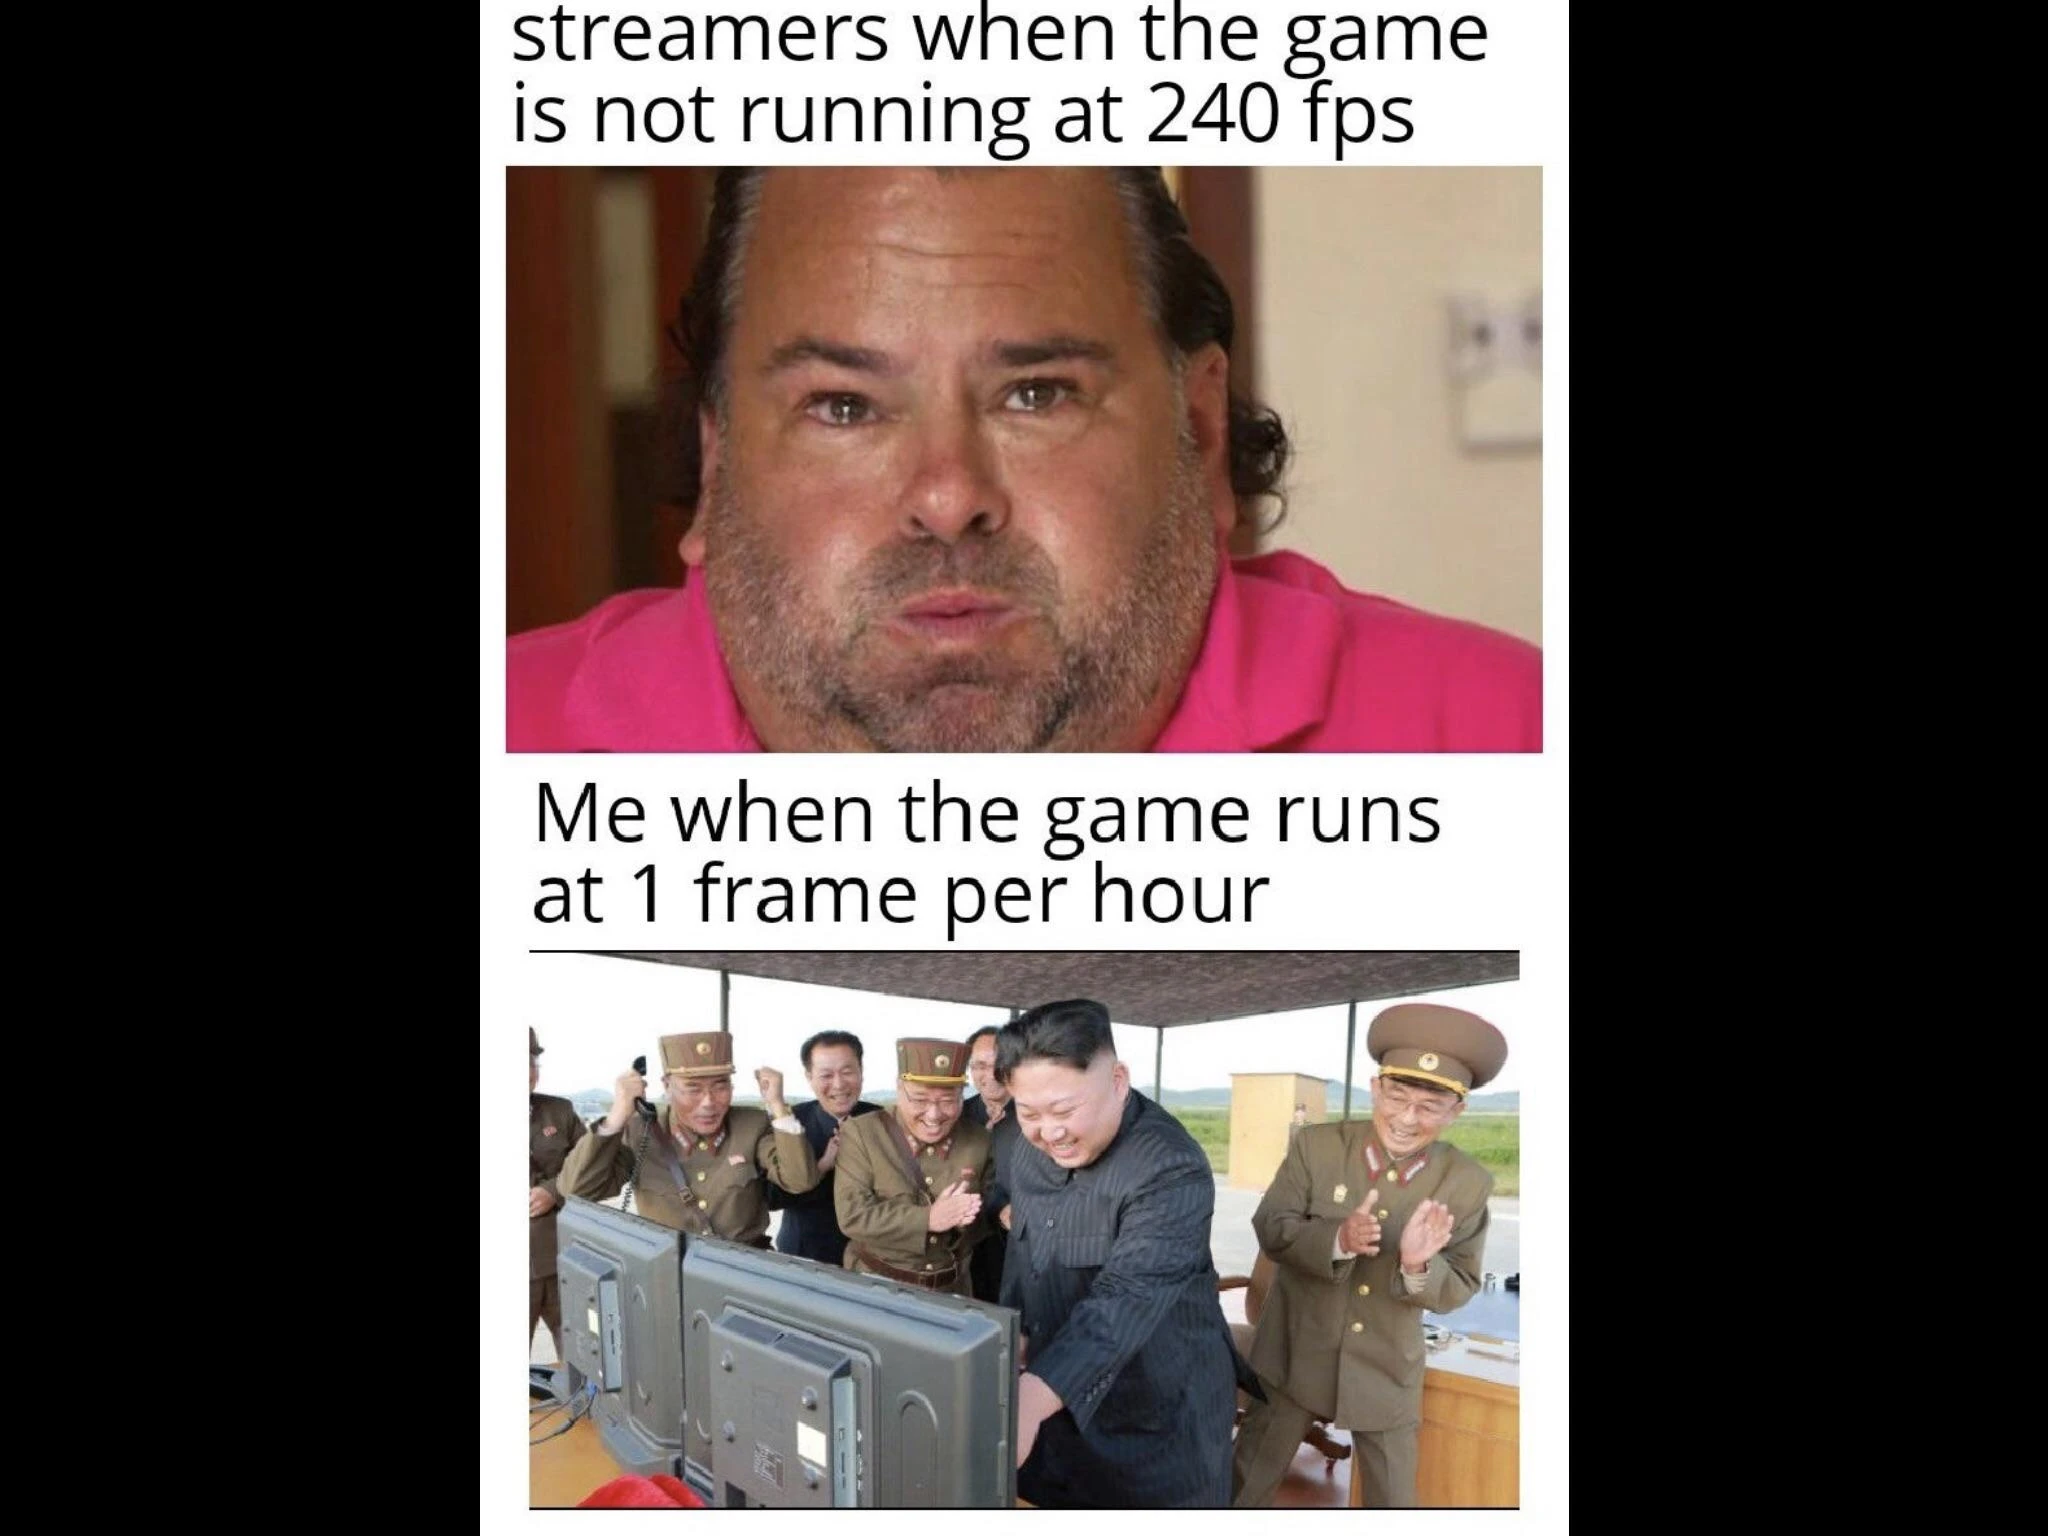 streamers when the game
is not running at 240 fps
Me when the game runs
at 1 frame per hour